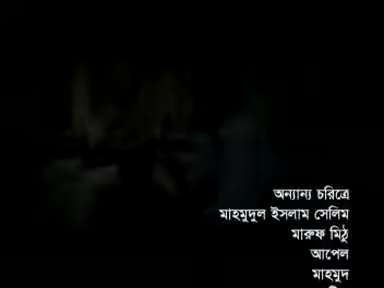 অন্যান্য চরিত্রে
মাহমুদুল ইসলাম সেলিম
মারুফ মিঠু
আপেল
মাহমুদ